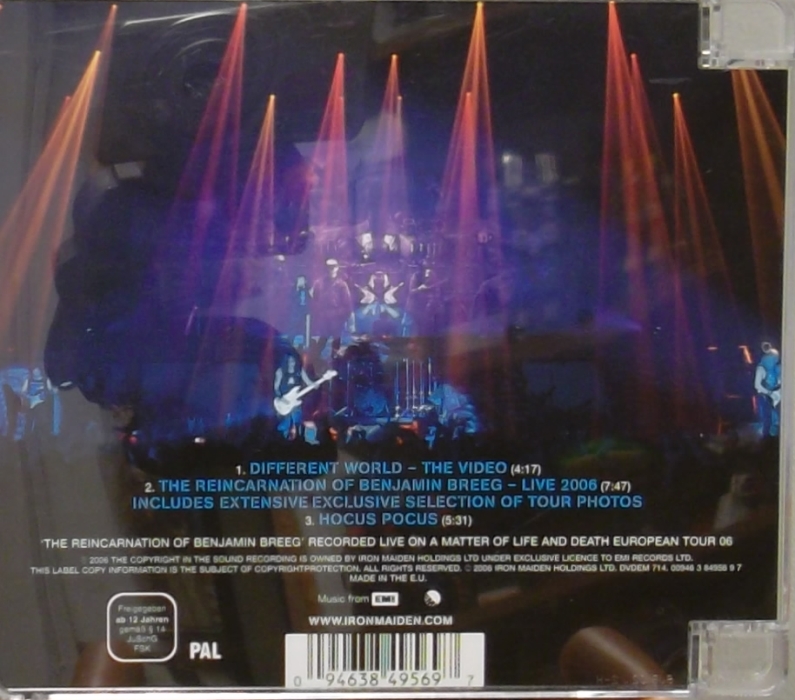 1. DIFFERENT WORLD – THE VIDEO (4:17)
2. THE REINCARNATION OF BENJAMIN BREEG – LIVE 2006 (7:47)
INCLUDES EXTENSIVE EXCLUSIVE SELECTION OF TOUR PHOTOS
3. HOCUS POCUS (5:31)
'THE REINCARNATION OF BENJAMIN BREEG' RECORDED LIVE ON A MATTER OF LIFE AND DEATH EUROPEAN TOUR 06
℗ 2006 THE COPYRIGHT IN THE SOUND RECORDING IS OWNED BY IRON MAIDEN HOLDINGS LTD UNDER EXCLUSIVE LICENCE TO EMI RECORDS LTD.
THIS LABEL COPY INFORMATION IS THE SUBJECT OF COPYRIGHTPROTECTION. ALL RIGHTS RESERVED. © 2006 IRON MAIDEN HOLDINGS LTD. DVDEM 714. 00946 3 84956 9 7
MADE IN THE E.U.
Music from EMI
WWW.IRONMAIDEN.COM
Freigegeben
ab 12 Jahren
gemäß § 14
JuSchG
FSK
PAL
0 94638 49569 7